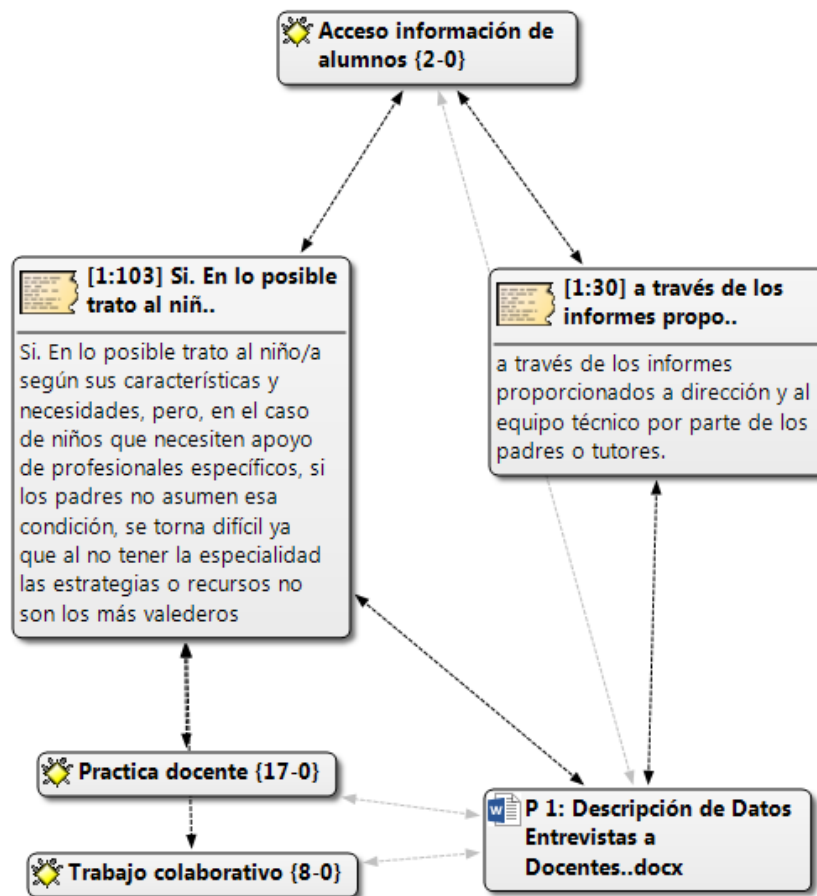 Acceso información de
alumnos {2-0}
[1:103] Si. En lo posible
trato al niñ..
Si. En lo posible trato al niño/a
según sus características y
necesidades, pero, en el caso
de niños que necesiten apoyo
de profesionales específicos, si
los padres no asumen esa
condición, se torna difícil ya
que al no tener la especialidad
las estrategias o recursos no
son los más valederos
[1:30] a través de los
informes propo..
a través de los informes
proporcionados a dirección y al
equipo técnico por parte de los
padres o tutores.
Practica docente {17-0}
Trabajo colaborativo {8-0}
P 1: Descripción de Datos
Entrevistas a
Docentes..docx